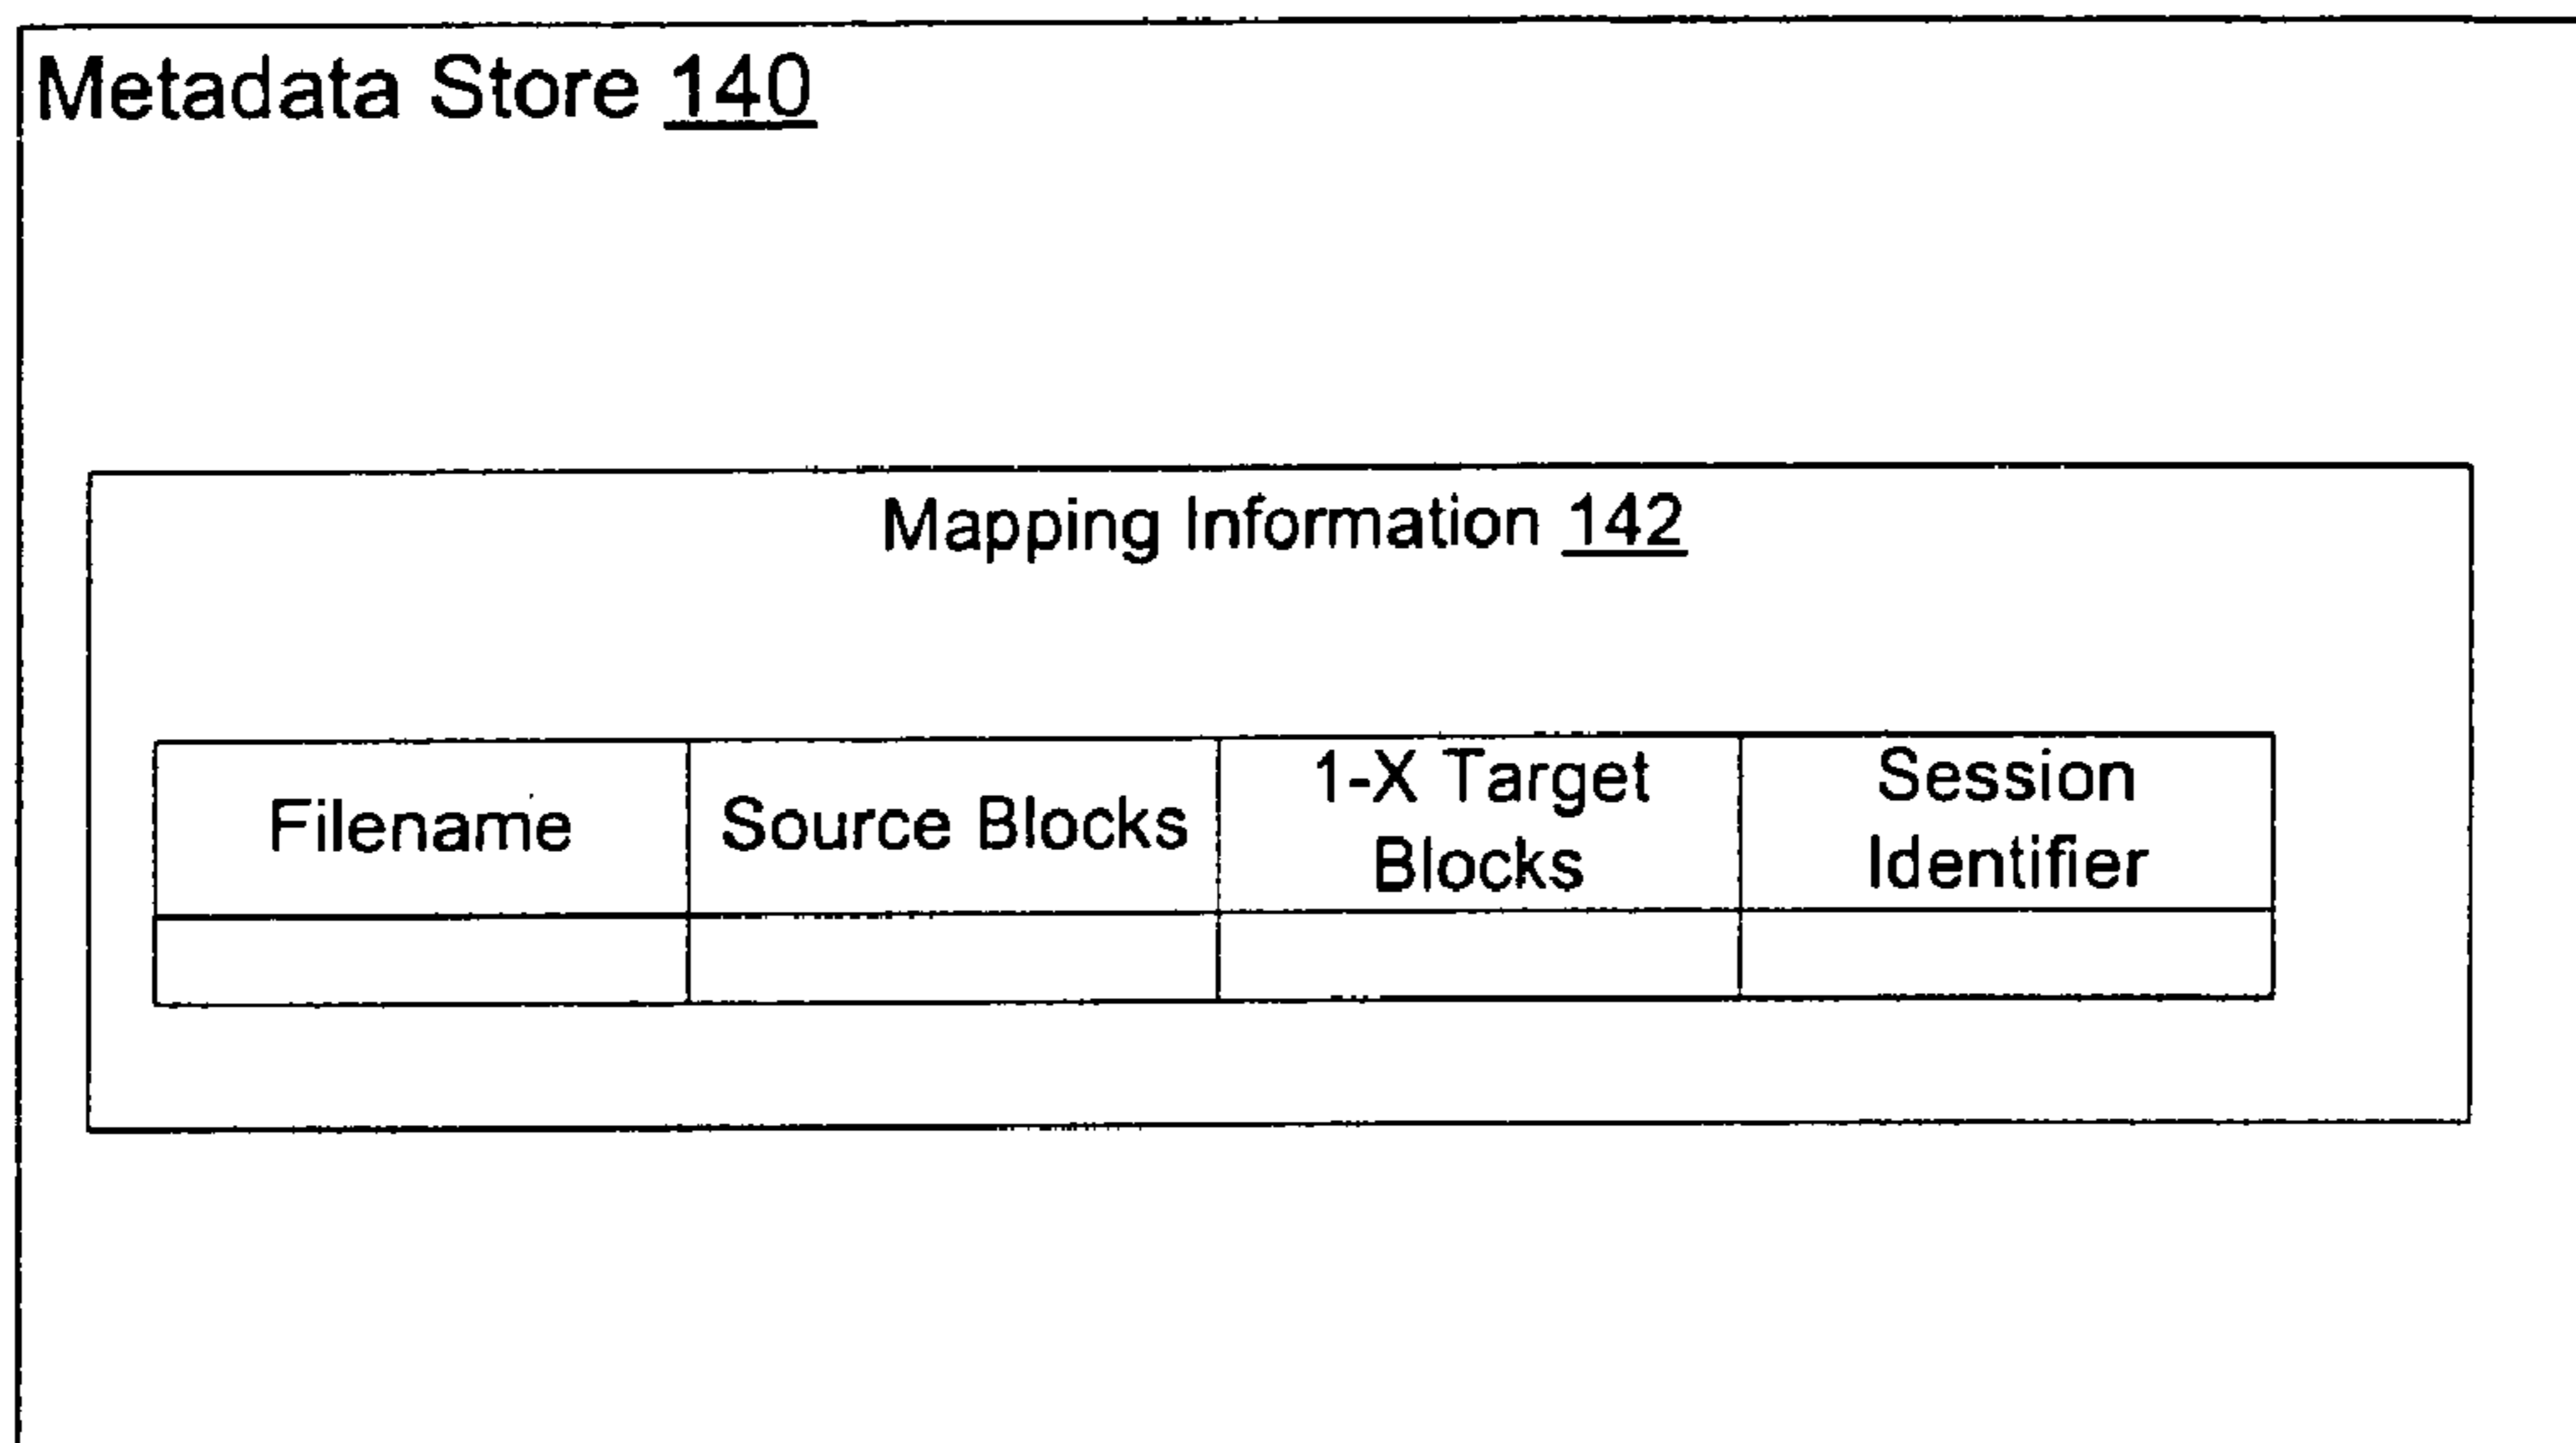 Metadata Store 140
Mapping Information 142
Filename
Source Blocks
1-X Target
Blocks
Session
Identifier